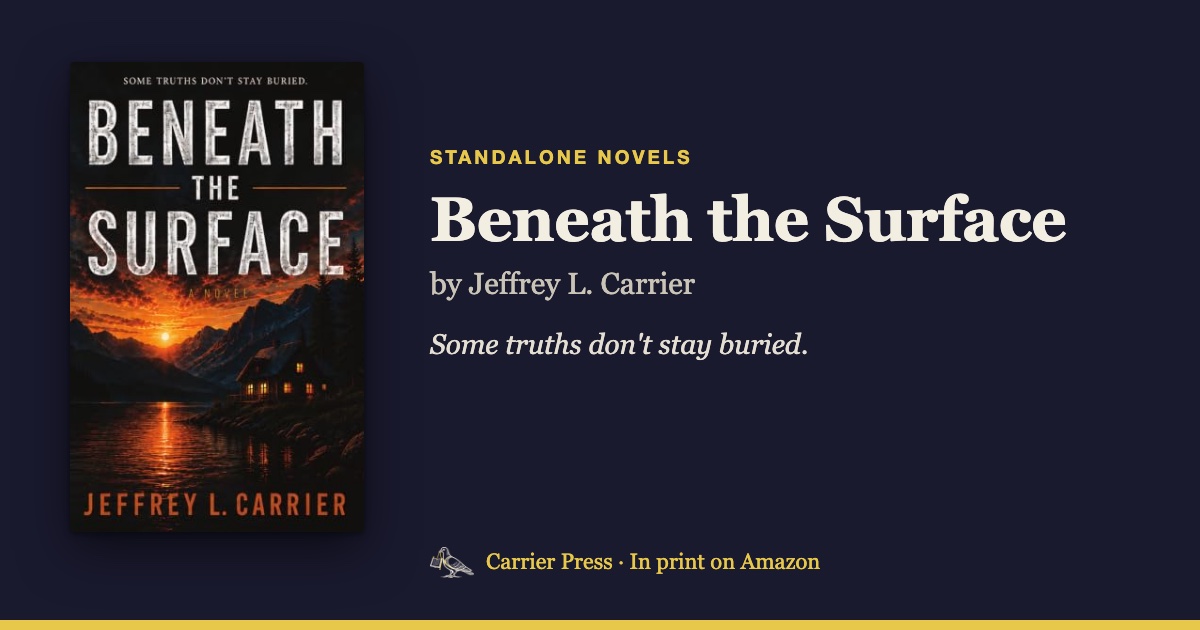 SOME TRUTHS DON'T STAY BURIED.
BENEATH
THE
SURFACE
A NOVEL
JEFFREY L. CARRIER
STANDALONE NOVELS
Beneath the Surface
by Jeffrey L. Carrier
Some truths don't stay buried.
Carrier Press · In print on Amazon